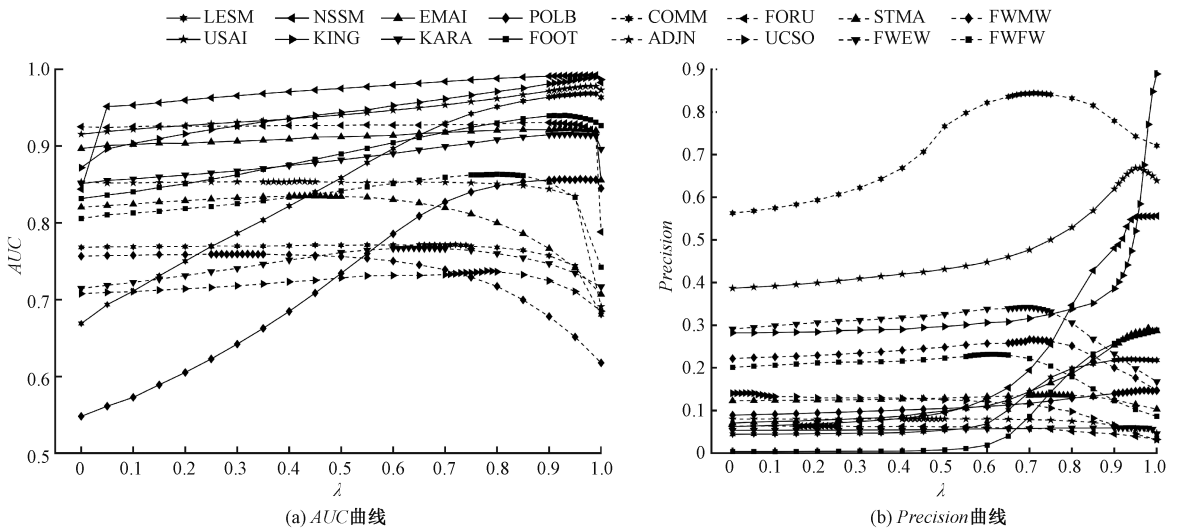 LESM NSSM EMAI POLB COMM FORU STMA FWMW
USAI KING KARA FOOT ADJN UCSO FWEW FWFW
1.0
0.9
0.8
0.7
0.6
0.5
AUC
0 0.1 0.2 0.3 0.4 0.5 0.6 0.7 0.8 0.9 1.0
λ
(a) AUC曲线
0.9
0.8
0.7
0.6
0.5
0.4
0.3
0.2
0.1
0
Precision
0 0.1 0.2 0.3 0.4 0.5 0.6 0.7 0.8 0.9 1.0
λ
(b) Precision曲线